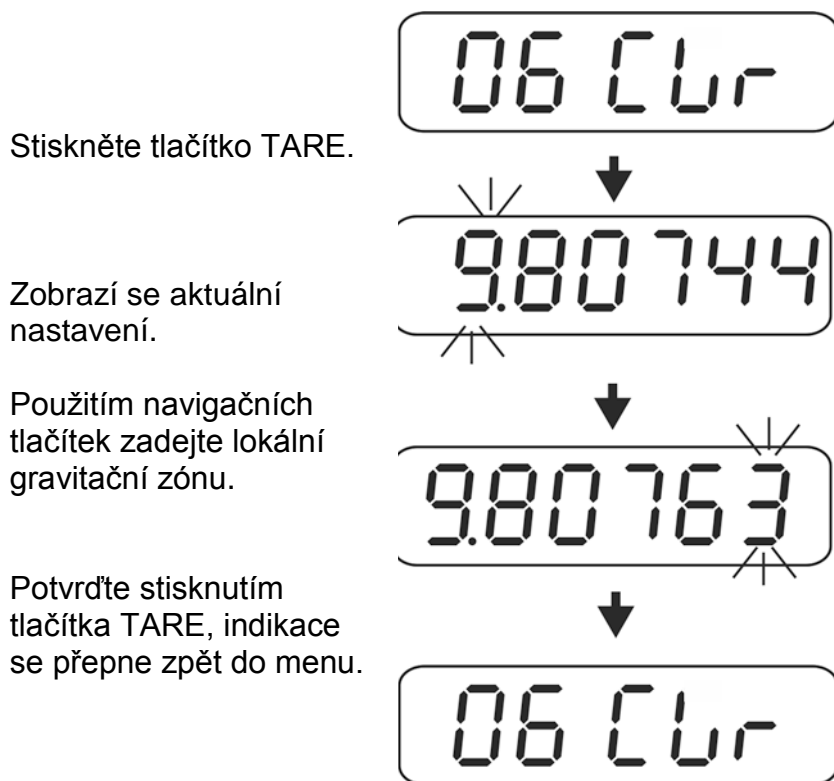 06 CLr
Stiskněte tlačítko TARE.
9.80744
Zobrazí se aktuální
nastavení.
Použitím navigačních
tlačítek zadejte lokální
gravitační zónu.
9.80763
Potvrďte stisknutím
tlačítka TARE, indikace
se přepne zpět do menu.
06 CLr